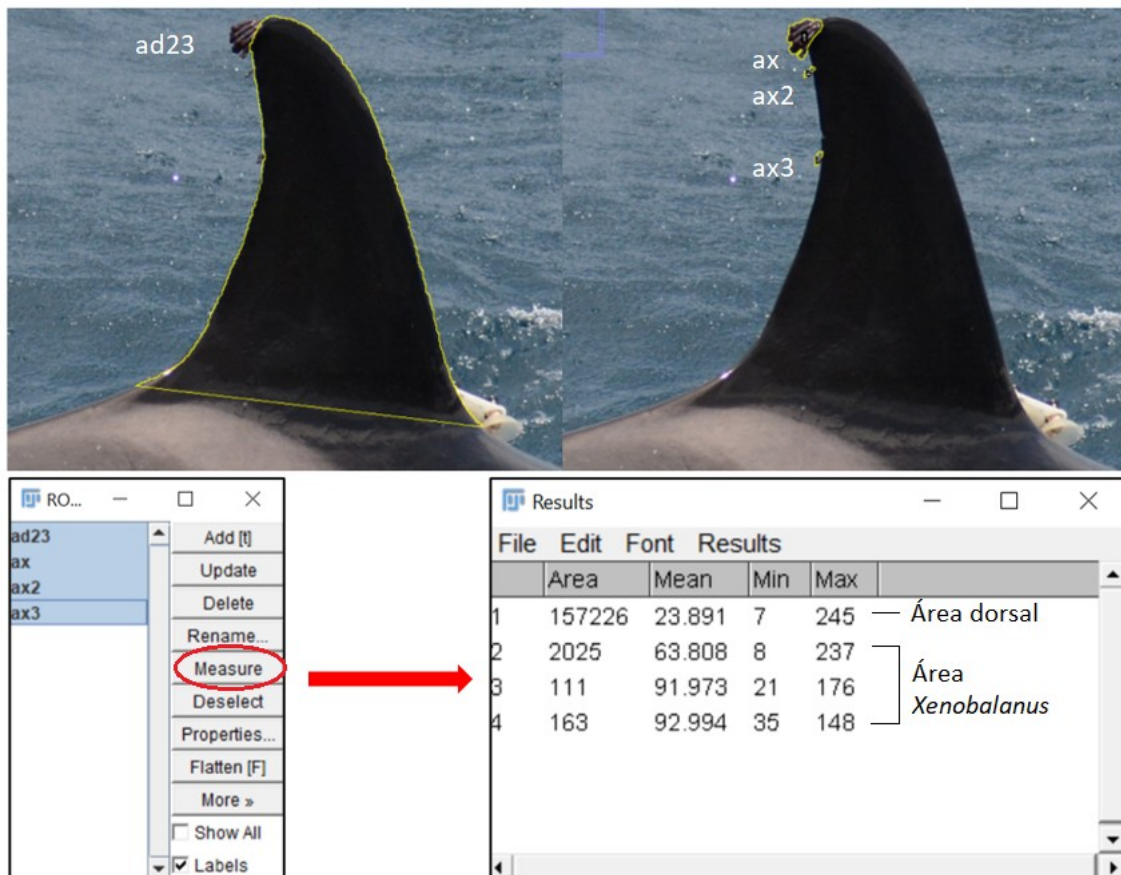 ad23
ax
ax2
ax3
RO...
ad23
ax
ax2
ax3
Add [t]
Update
Delete
Rename...
Measure
Deselect
Properties...
Flatten [F]
More »
Show All
Labels
Results
File Edit Font Results
Area Mean Min Max
1 157226 23.891 7 245 Área dorsal
2 2025 63.808 8 237
3 111 91.973 21 176
4 163 92.994 35 148
Área
Xenobalanus